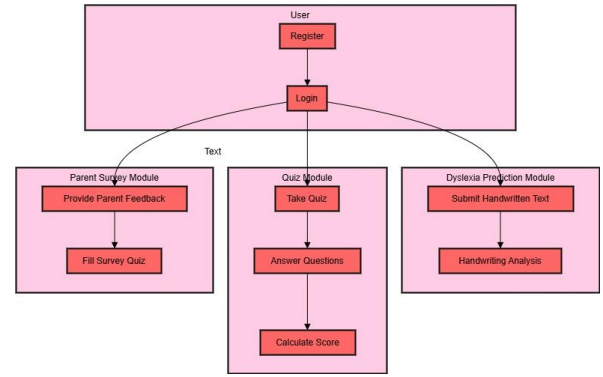 User
Register
Login
Text
Parent Survey Module
Provide Parent Feedback
Fill Survey Quiz
Quiz Module
Take Quiz
Answer Questions
Calculate Score
Dyslexia Prediction Module
Submit Handwritten Text
Handwriting Analysis